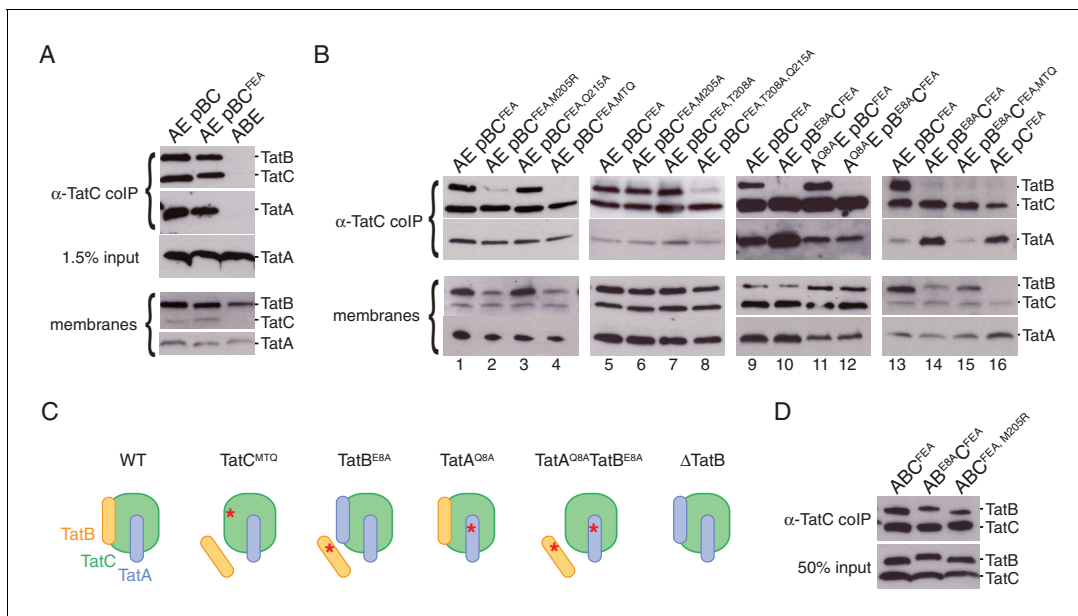 A
AE pBC
AE pBC^FEA
ABE
α-TatC coIP
TatB
TatC
TatA
1.5% input
TatA
membranes
TatB
TatC
TatA
B
AE pBC^FEA
AE pBC^FEA,M205R
AE pBC^FEA,Q215A
AE pBC^FEA,MTQ
AE pBC^FEA
AE pBC^FEA,M205A
AE pBC^FEA,T208A
AE pBC^FEA,T208A,Q215A
AE pBC^FEA
AE pB^E8AC^FEA
A^Q8AE pBC^FEA
A^Q8AE pB^E8AC^FEA
AE pBC^FEA
AE pB^E8AC^FEA
AE pB^E8AC^FEA,MTQ
AE pC^FEA
α-TatC coIP
TatB
TatC
TatA
membranes
TatB
TatC
TatA
1 2 3 4 5 6 7 8 9 10 11 12 13 14 15 16
C
WT TatC^MTQ TatB^E8A TatA^Q8A TatA^Q8ATatB^E8A ΔTatB
TatB
TatC
TatA
* * * * *
D
ABC^FEA
AB^E8AC^FEA
ABC^FEA, M205R
α-TatC coIP
TatB
TatC
50% input
TatB
TatC